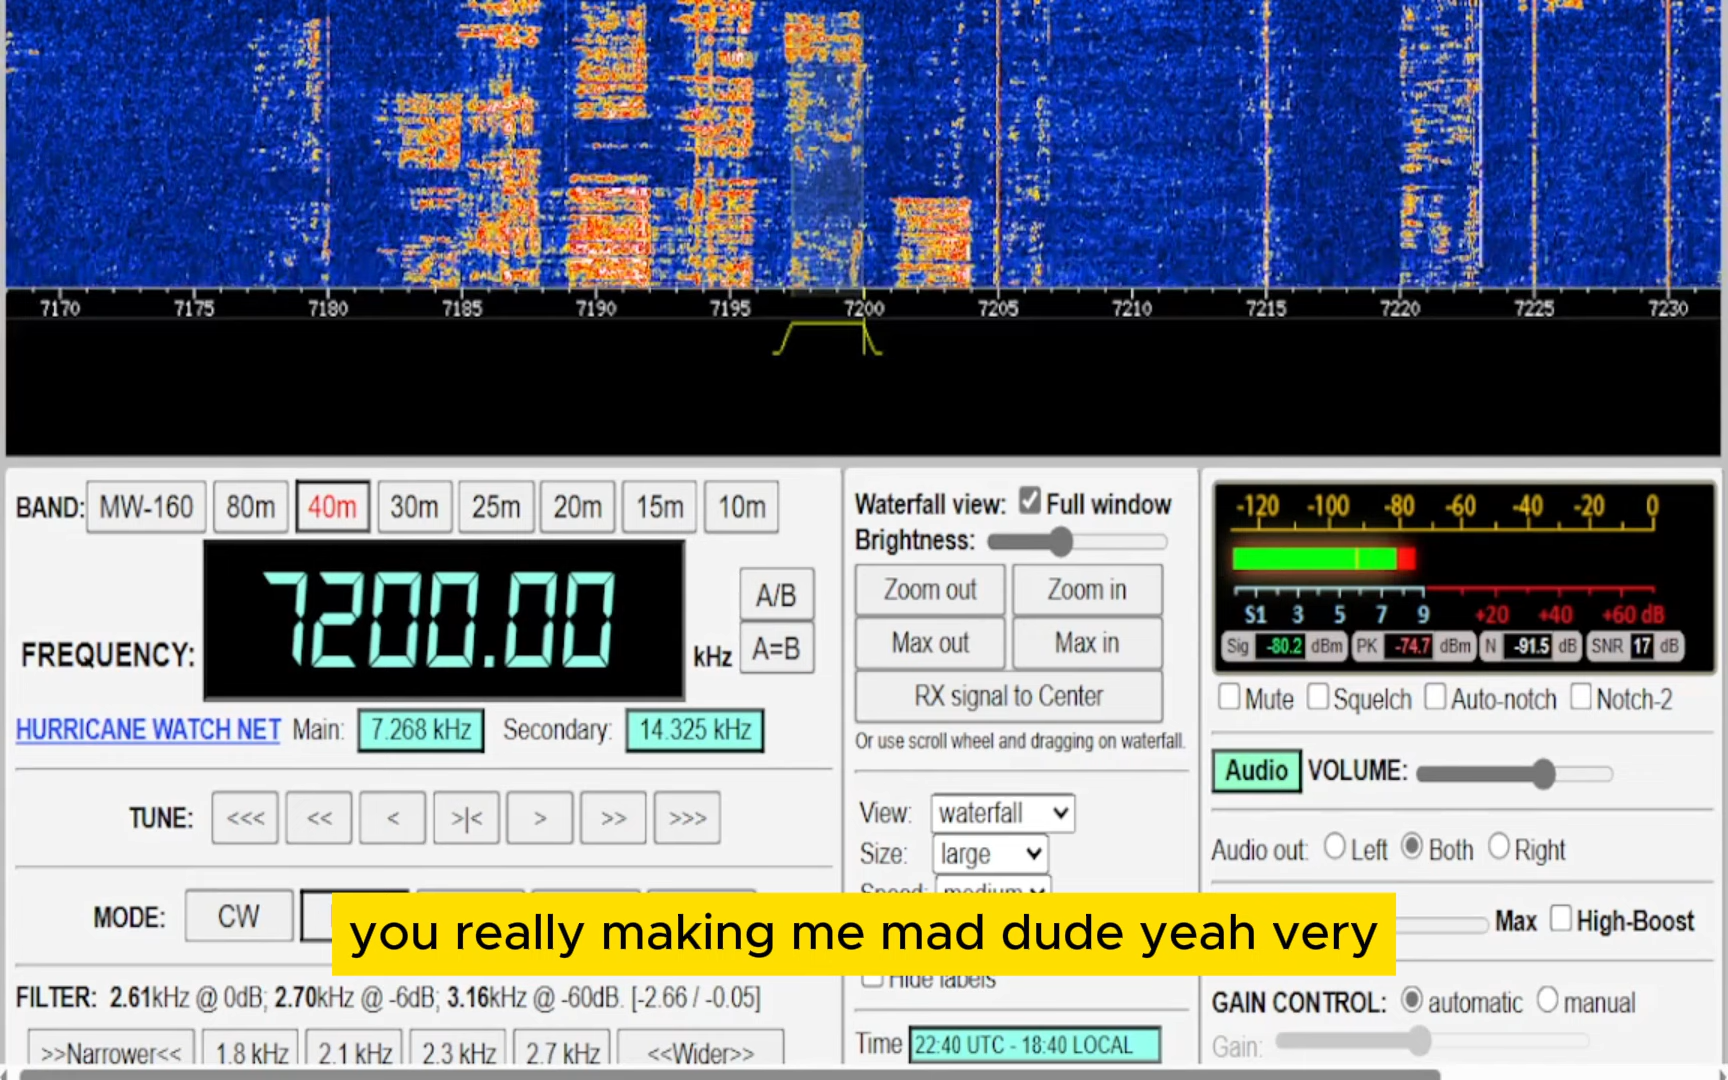 7170 7175 7180 7185 7190 7195 7200 7205 7210 7215 7220 7225 7230
BAND: MW-160 80m 40m 30m 25m 20m 15m 10m
7200.00
FREQUENCY: kHz
A/B
A=B
HURRICANE WATCH NET Main: 7.268 kHz Secondary: 14.325 kHz
TUNE: <<< << < >|< > >> >>>
MODE: CW
FILTER: 2.61kHz @ 0dB; 2.70kHz @ -6dB; 3.16kHz @ -60dB. [-2.66 / -0.05]
>>Narrower<< 1.8 kHz 2.1 kHz 2.3 kHz 2.7 kHz <<Wider>>
Waterfall view: Full window
Brightness:
Zoom out Zoom in
Max out Max in
RX signal to Center
Or use scroll wheel and dragging on waterfall.
View: waterfall
Size: large
Speed: medium
you really making me mad dude yeah very
Hide labels
Time 22:40 UTC - 18:40 LOCAL
-120 -100 -80 -60 -40 -20 0
S1 3 5 7 9 +20 +40 +60 dB
Sig -80.2 dBm PK -74.7 dBm N -91.5 dB SNR 17 dB
Mute Squelch Auto-notch Notch-2
Audio VOLUME:
Audio out: Left Both Right
Max High-Boost
GAIN CONTROL: automatic manual
Gain: